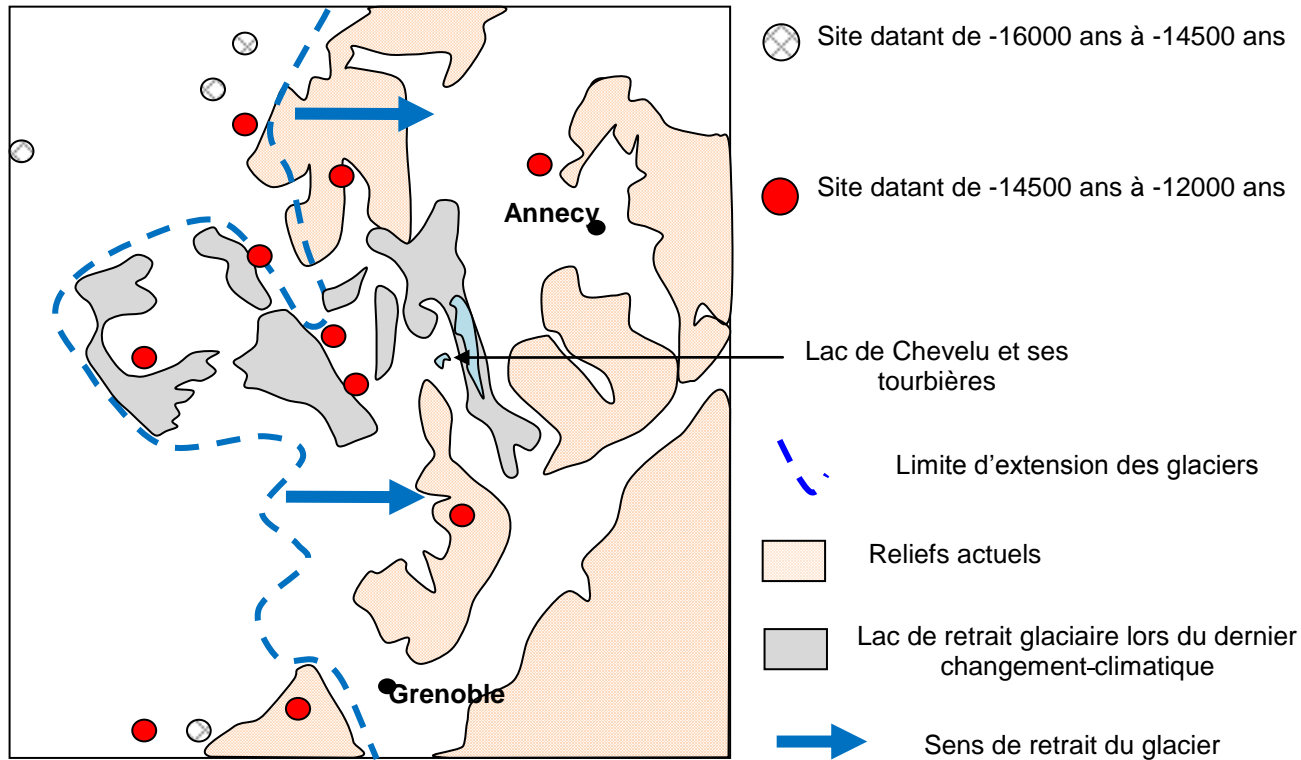 Site datant de -16000 ans à -14500 ans
Site datant de -14500 ans à -12000 ans
Annecy
Lac de Chevelu et ses
tourbières
Limite d'extension des glaciers
Reliefs actuels
Lac de retrait glaciaire lors du dernier
changement-climatique
Grenoble
Sens de retrait du glacier